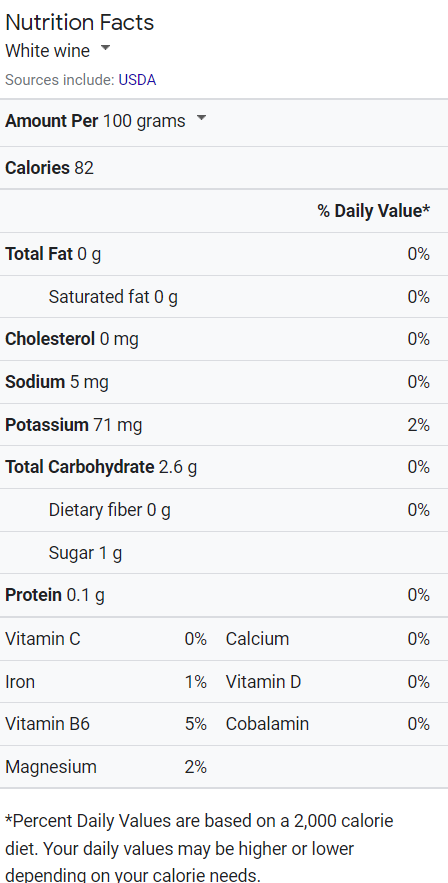 Nutrition Facts
White wine
Sources include: USDA
Amount Per 100 grams
Calories 82
% Daily Value*
Total Fat 0 g 0%
Saturated fat 0 g 0%
Cholesterol 0 mg 0%
Sodium 5 mg 0%
Potassium 71 mg 2%
Total Carbohydrate 2.6 g 0%
Dietary fiber 0 g 0%
Sugar 1 g
Protein 0.1 g 0%
Vitamin C 0% Calcium 0%
Iron 1% Vitamin D 0%
Vitamin B6 5% Cobalamin 0%
Magnesium 2%
*Percent Daily Values are based on a 2,000 calorie
diet. Your daily values may be higher or lower
depending on your calorie needs.